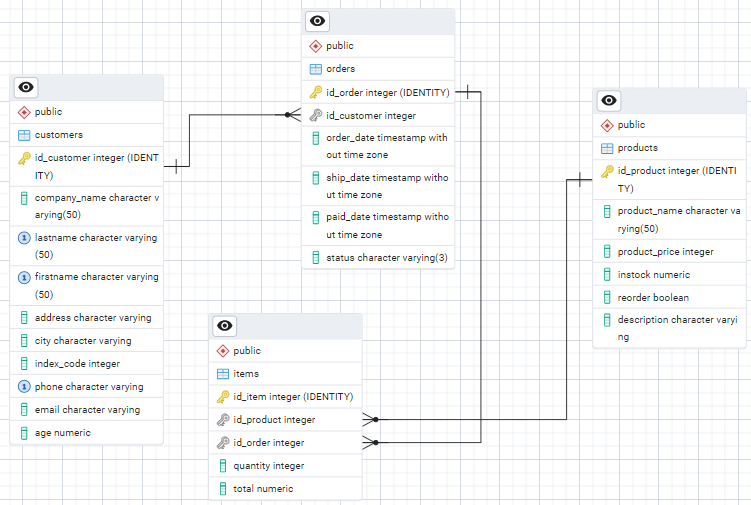 public
customers
id_customer integer (IDENT
ITY)
company_name character v
arying(50)
lastname character varying
(50)
firstname character varying
(50)
address character varying
city character varying
index_code integer
phone character varying
email character varying
age numeric
public
orders
id_order integer (IDENTITY)
id_customer integer
order_date timestamp with
out time zone
ship_date timestamp witho
ut time zone
paid_date timestamp witho
ut time zone
status character varying(3)
public
items
id_item integer (IDENTITY)
id_product integer
id_order integer
quantity integer
total numeric
public
products
id_product integer (IDENTI
TY)
product_name character va
rying(50)
product_price integer
instock numeric
reorder boolean
description character varyi
ng